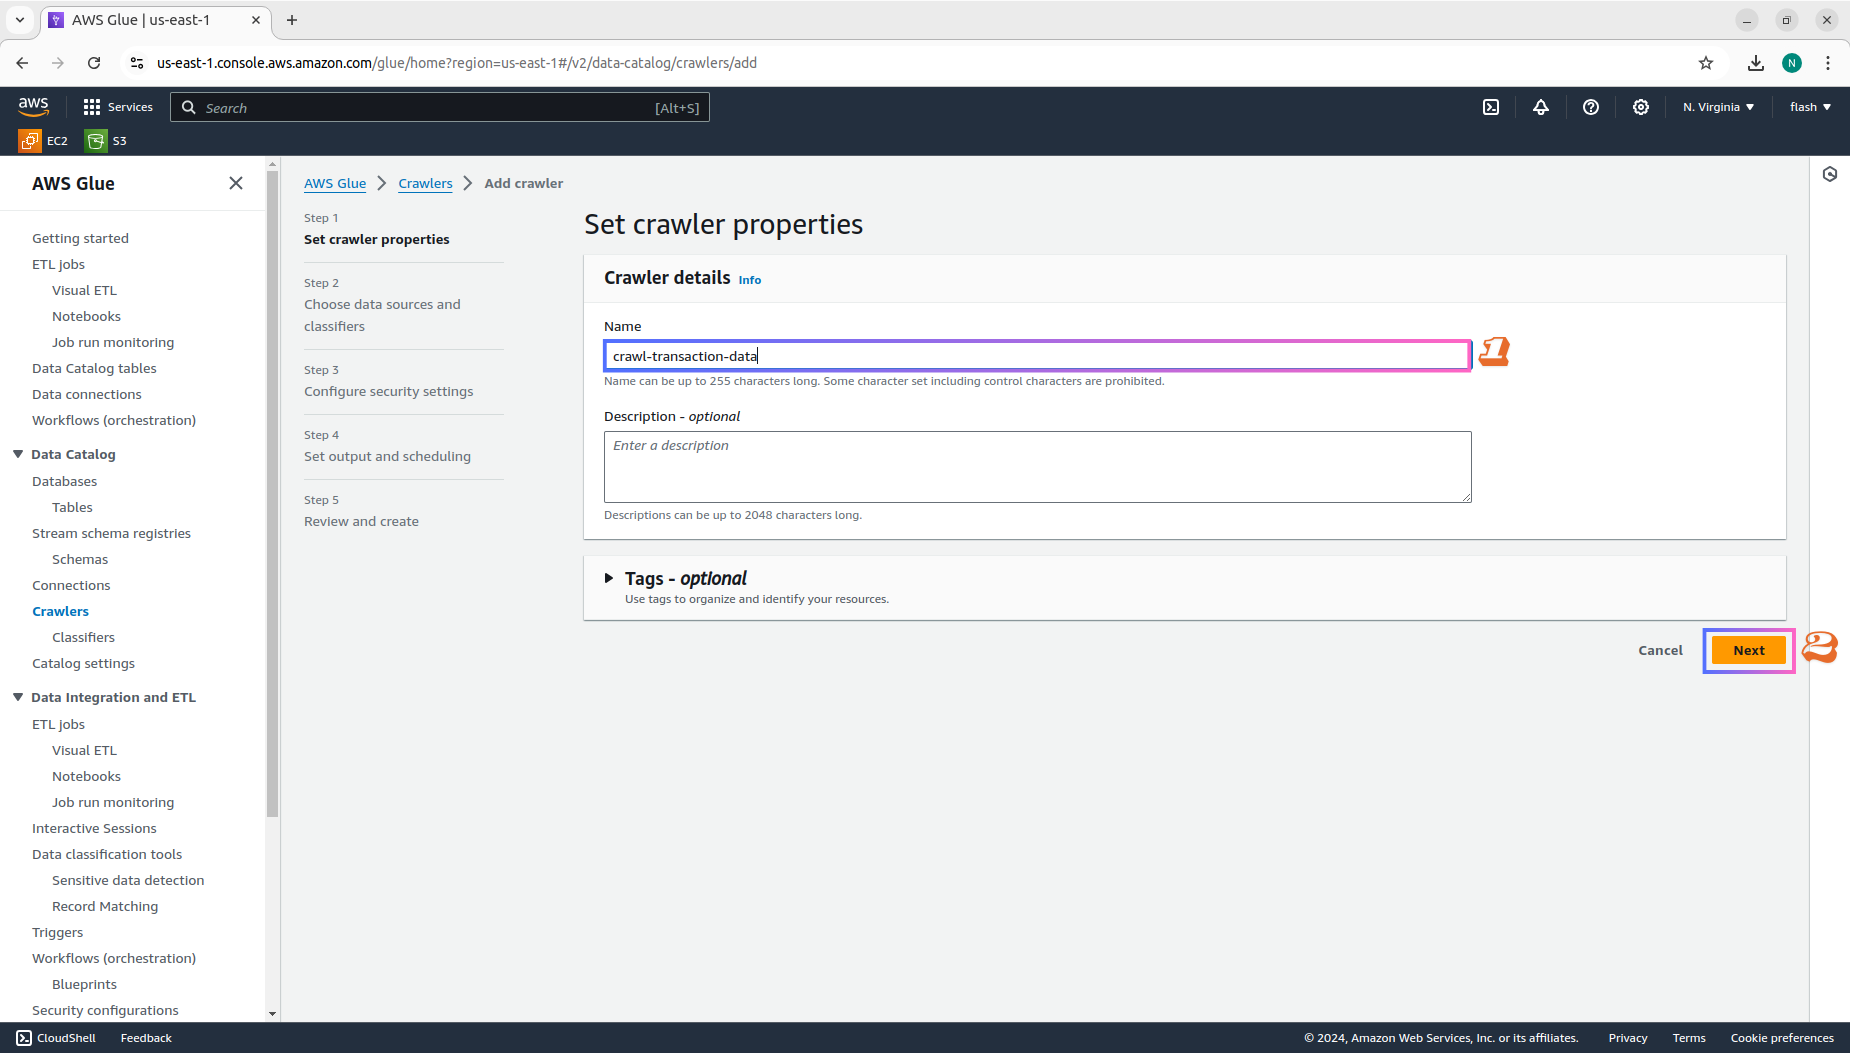 AWS Glue | us-east-1
us-east-1.console.aws.amazon.com/glue/home?region=us-east-1#/v2/data-catalog/crawlers/add
N
aws
Services
Search
[Alt+S]
N. Virginia
flash
EC2
S3
AWS Glue
Getting started
ETL jobs
Visual ETL
Notebooks
Job run monitoring
Data Catalog tables
Data connections
Workflows (orchestration)
Data Catalog
Databases
Tables
Stream schema registries
Schemas
Connections
Crawlers
Classifiers
Catalog settings
Data Integration and ETL
ETL jobs
Visual ETL
Notebooks
Job run monitoring
Interactive Sessions
Data classification tools
Sensitive data detection
Record Matching
Triggers
Workflows (orchestration)
Blueprints
Security configurations
AWS Glue > Crawlers > Add crawler
Step 1
Set crawler properties
Step 2
Choose data sources and
classifiers
Step 3
Configure security settings
Step 4
Set output and scheduling
Step 5
Review and create
Set crawler properties
Crawler details Info
Name
crawl-transaction-data
1
Name can be up to 255 characters long. Some character set including control characters are prohibited.
Description - optional
Enter a description
Descriptions can be up to 2048 characters long.
Tags - optional
Use tags to organize and identify your resources.
Cancel
Next
2
CloudShell
Feedback
© 2024, Amazon Web Services, Inc. or its affiliates.
Privacy
Terms
Cookie preferences